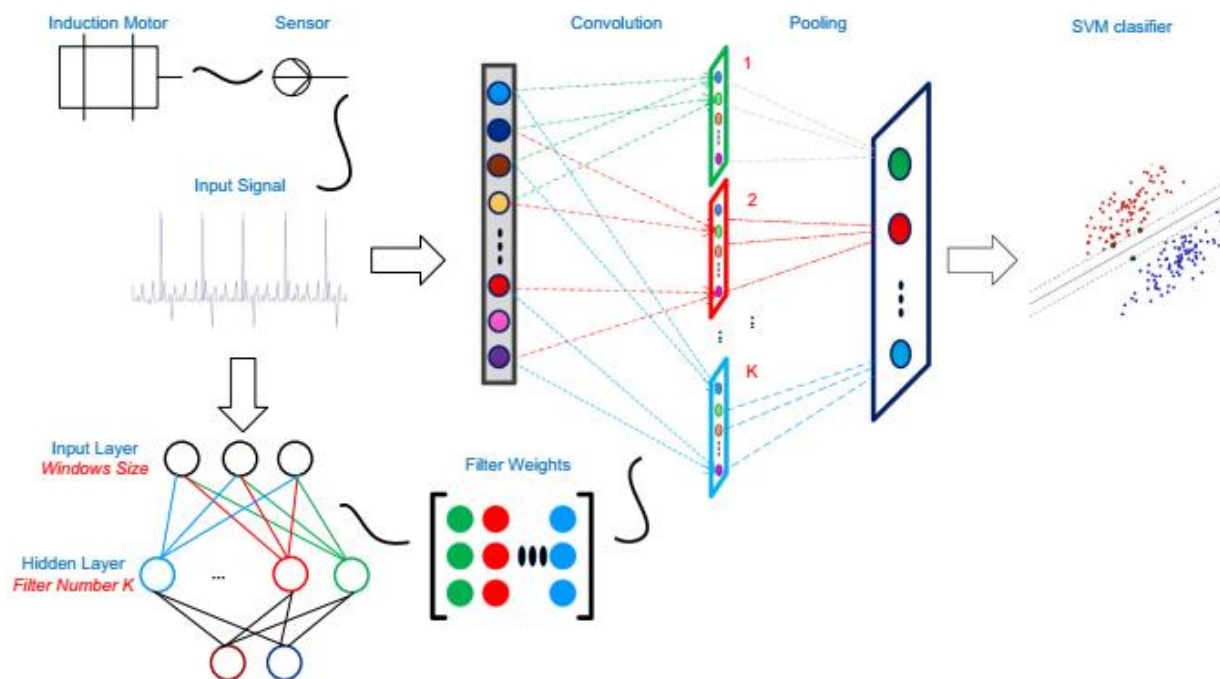 Induction Motor
Sensor
Convolution
Pooling
SVM clasifier
1
Input Signal
2
K
Input Layer
Windows Size
Filter Weights
Hidden Layer
Filter Number K
...